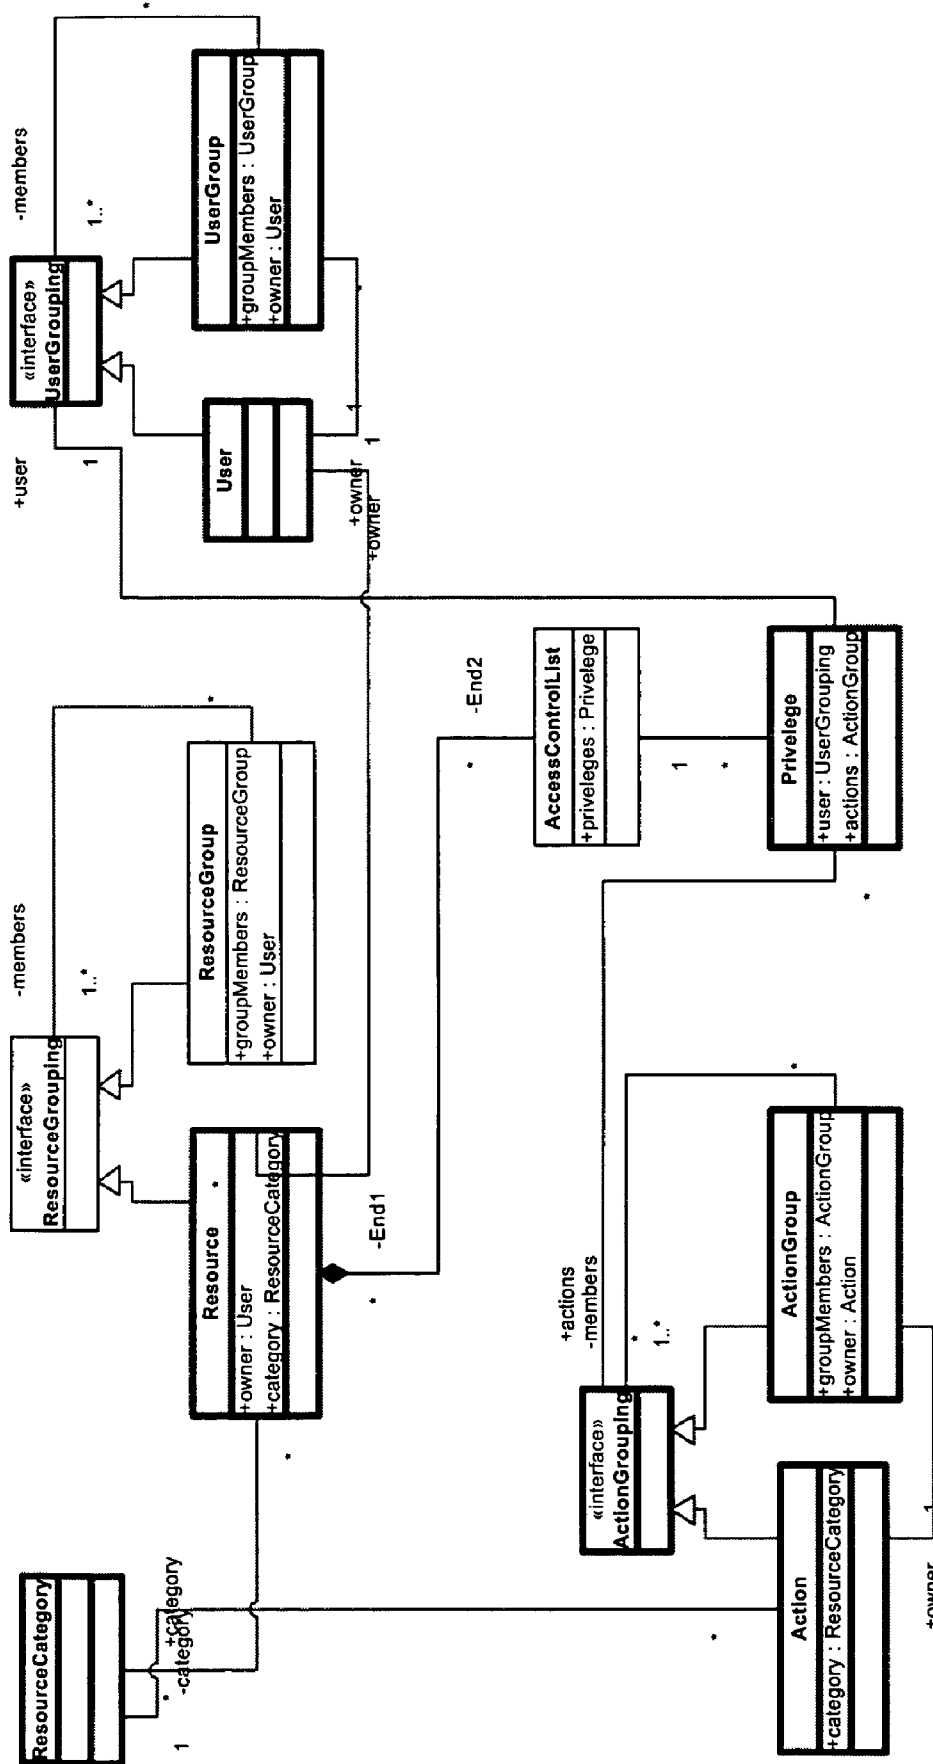 ResourceCategory
+category
-category
*
1
«interface»
ResourceGrouping
-members
1..*
*
Resource
+owner : User
+category : ResourceCategory
*
*
ResourceGroup
+groupMembers : ResourceGroup
+owner : User
«interface»
UserGrouping
+user
1
-members
1..*
*
User
UserGroup
+groupMembers : UserGroup
+owner : User
+owner
+owner
1
1
*
-End1
*
-End2
*
AccessControlList
+priveleges : Privelege
1
*
Privelege
+user : UserGrouping
+actions : ActionGroup
*
+actions
-members
*
1..*
*
«interface»
ActionGrouping
Action
+category : ResourceCategory
*
ActionGroup
+groupMembers : ActionGroup
+owner : Action
+owner
1